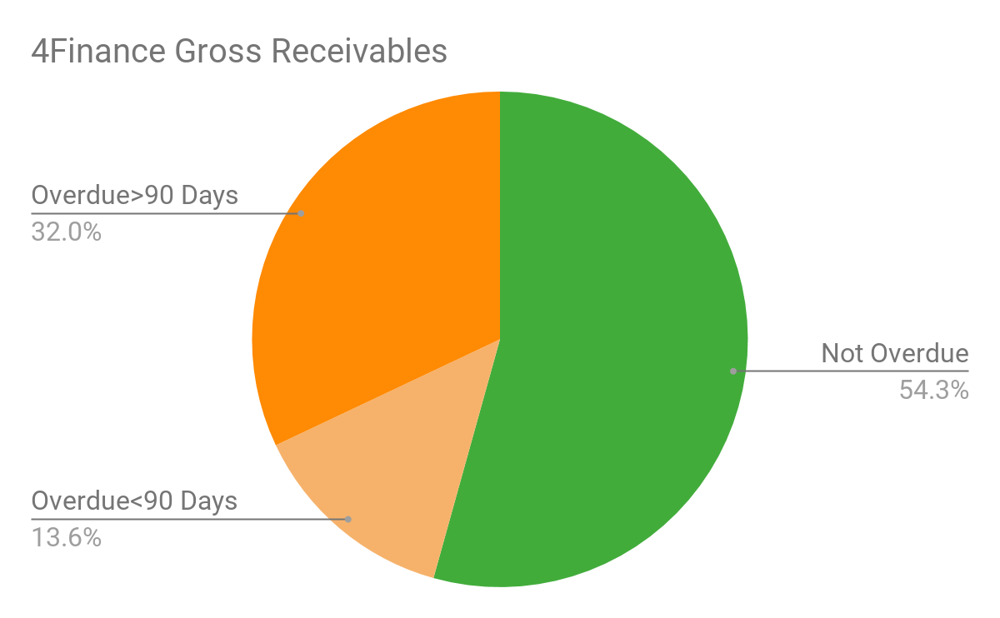 4Finance Gross Receivables
Overdue>90 Days
32.0%
Not Overdue
54.3%
Overdue<90 Days
13.6%